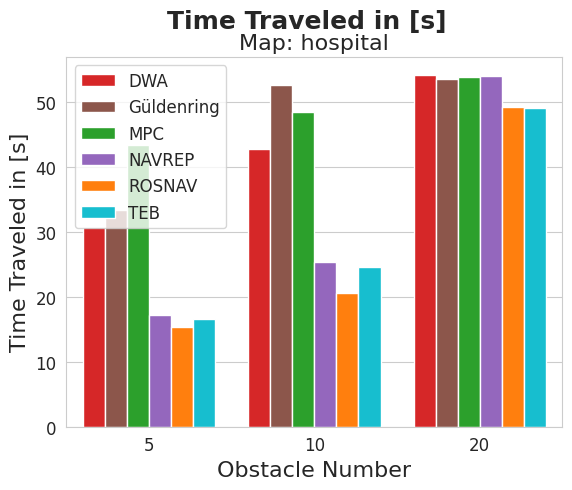 Time Traveled in [s]
Map: hospital
Time Traveled in [s]
50
40
30
20
10
0
DWA
Güldenring
MPC
NAVREP
ROSNAV
TEB
5
10
20
Obstacle Number